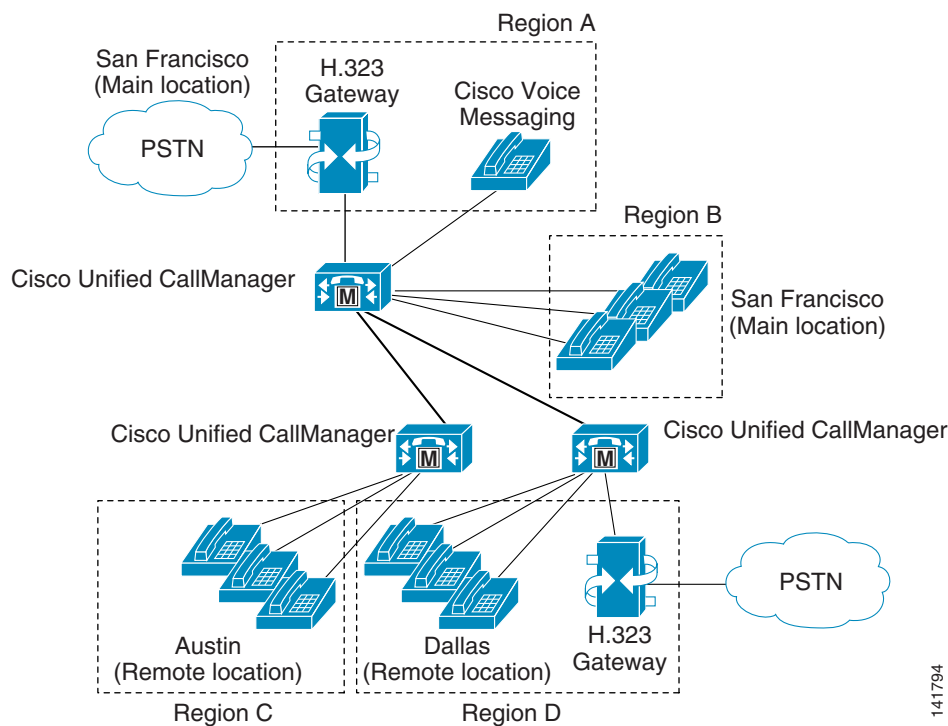 Region A
San Francisco
(Main location)
H.323
Gateway
Cisco Voice
Messaging
PSTN
Region B
Cisco Unified CallManager
M
San Francisco
(Main location)
Cisco Unified CallManager
M
M
Cisco Unified CallManager
PSTN
Austin
(Remote location)
Dallas
(Remote location)
H.323
Gateway
Region C
Region D
141794